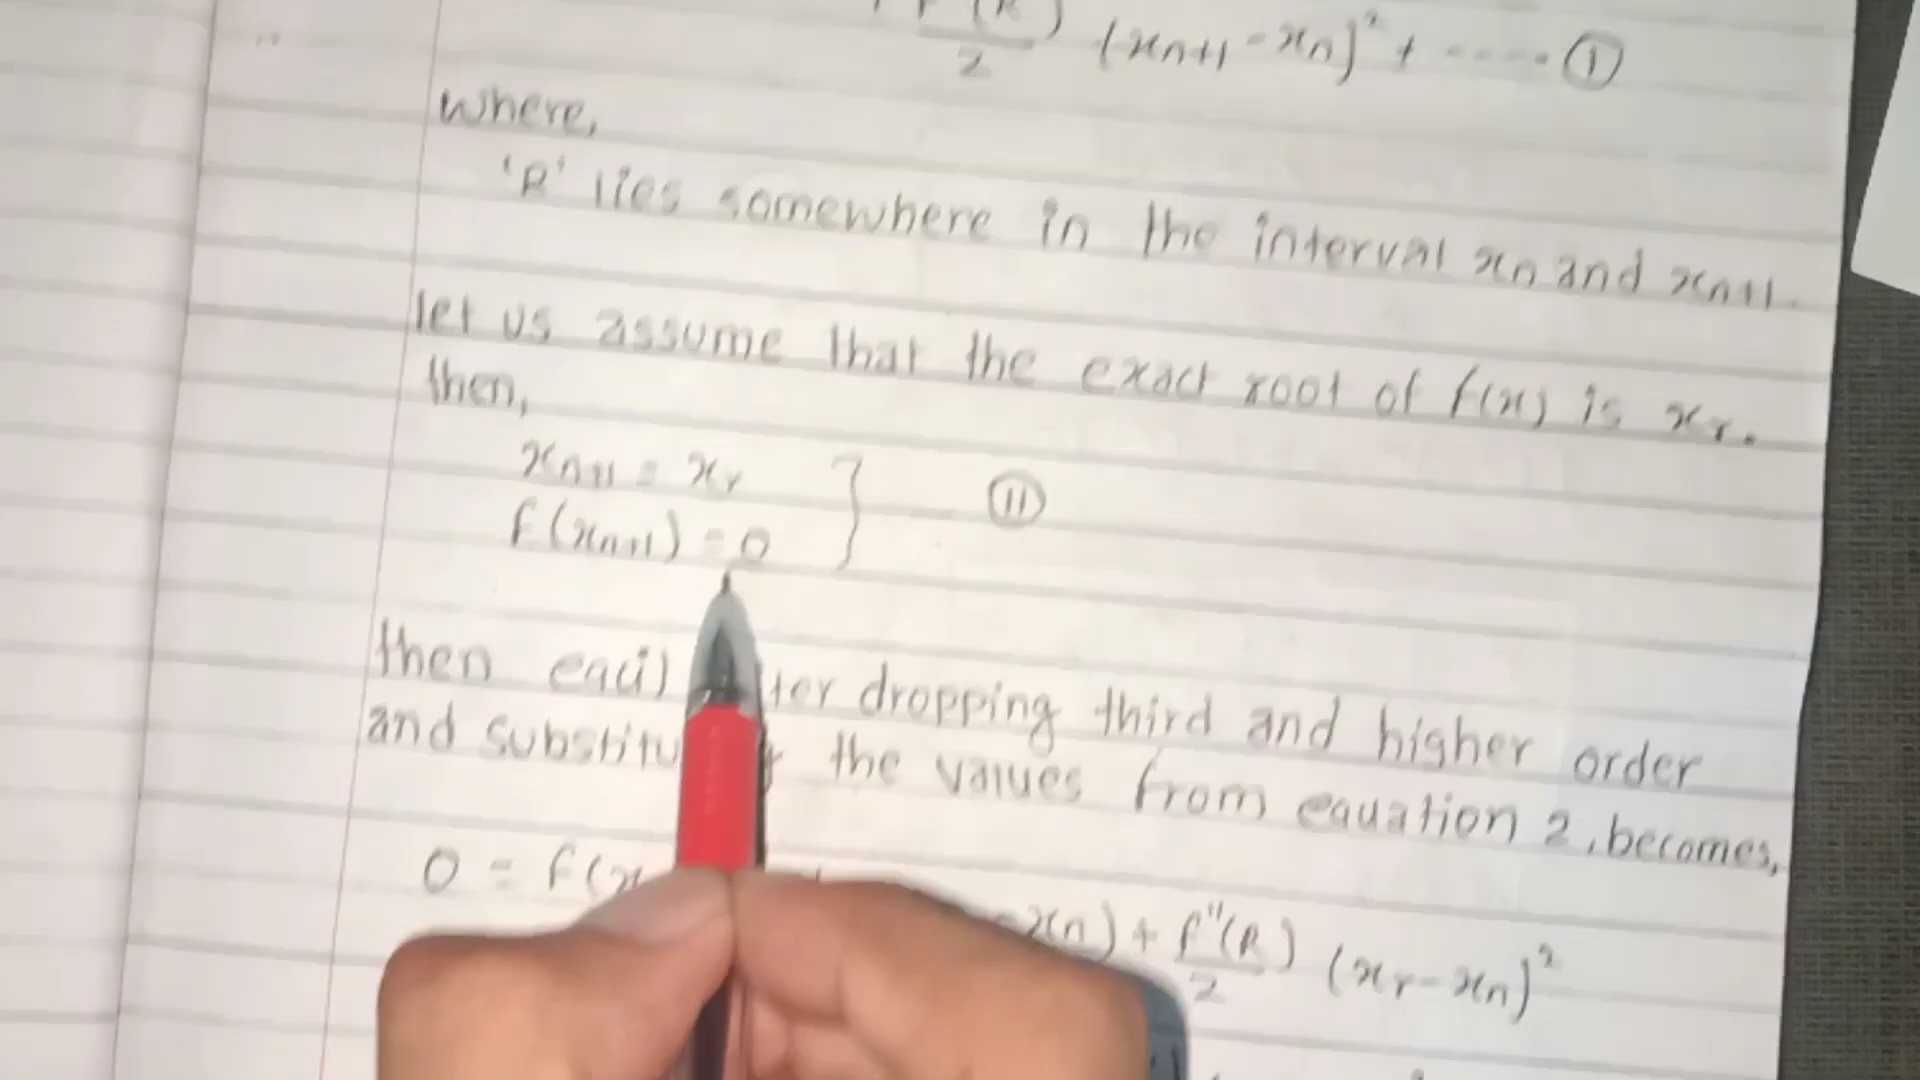 f''(R)/2 (xn+1 - xn)² + ..... ①
where,
'R' lies somewhere in the interval xn and xn+1.
let us assume that the exact root of f(x) is xr.
then,
xn+1 = xr
f(xn+1) = 0 } — ⑪
then eq(i) ter dropping third and higher order
and substitu the values from equation 2, becomes,
0 = f(x xn) + f''(R)/2 (xr - xn)²